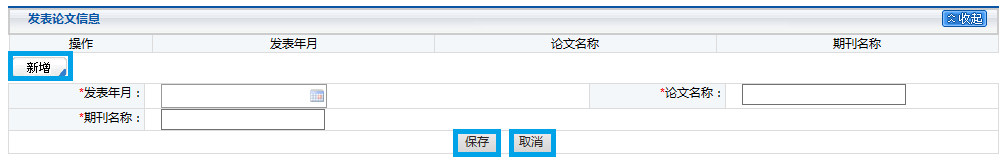 发表论文信息 收起
操作 发表年月 论文名称 期刊名称
新增
*发表年月： *论文名称：
*期刊名称：
保存 取消